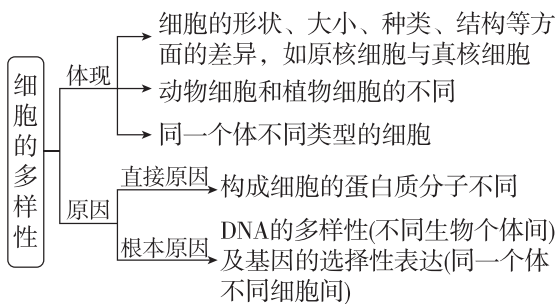 细胞的多样性
体现
细胞的形状、大小、种类、结构等方
面的差异，如原核细胞与真核细胞
动物细胞和植物细胞的不同
同一个体不同类型的细胞
原因
直接原因
构成细胞的蛋白质分子不同
根本原因
DNA的多样性(不同生物个体间)
及基因的选择性表达(同一个体
不同细胞间)